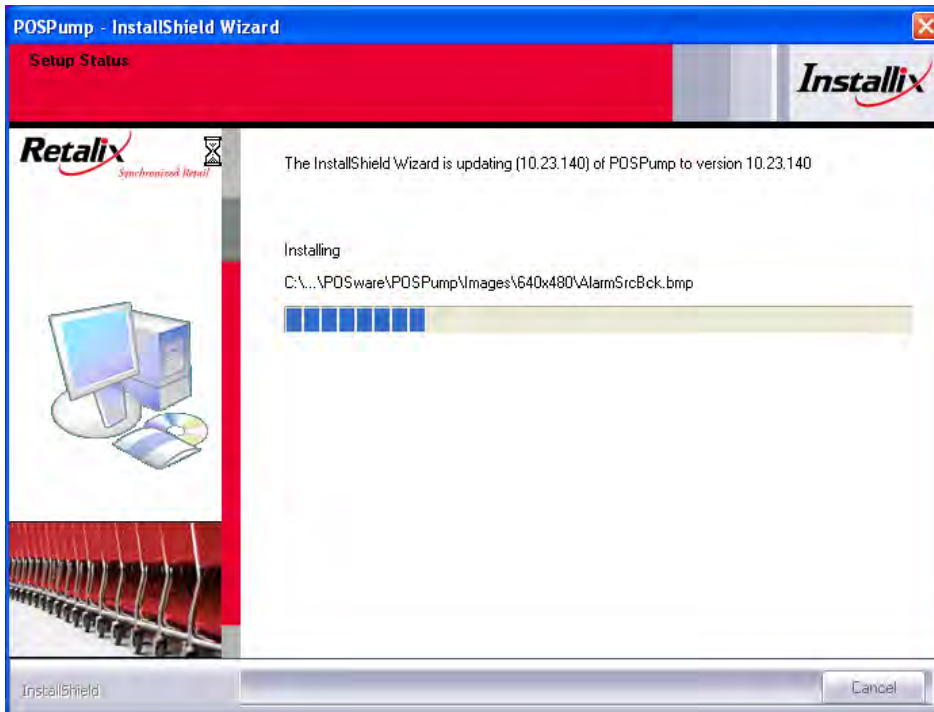 POSPump - InstallShield Wizard
Setup Status
Installix
Retalix
Synchronized Retail
The InstallShield Wizard is updating (10.23.140) of POSPump to version 10.23.140
Installing
C:\...\POSware\POSPump\Images\640x480\AlarmSrcBck.bmp
InstallShield
Cancel